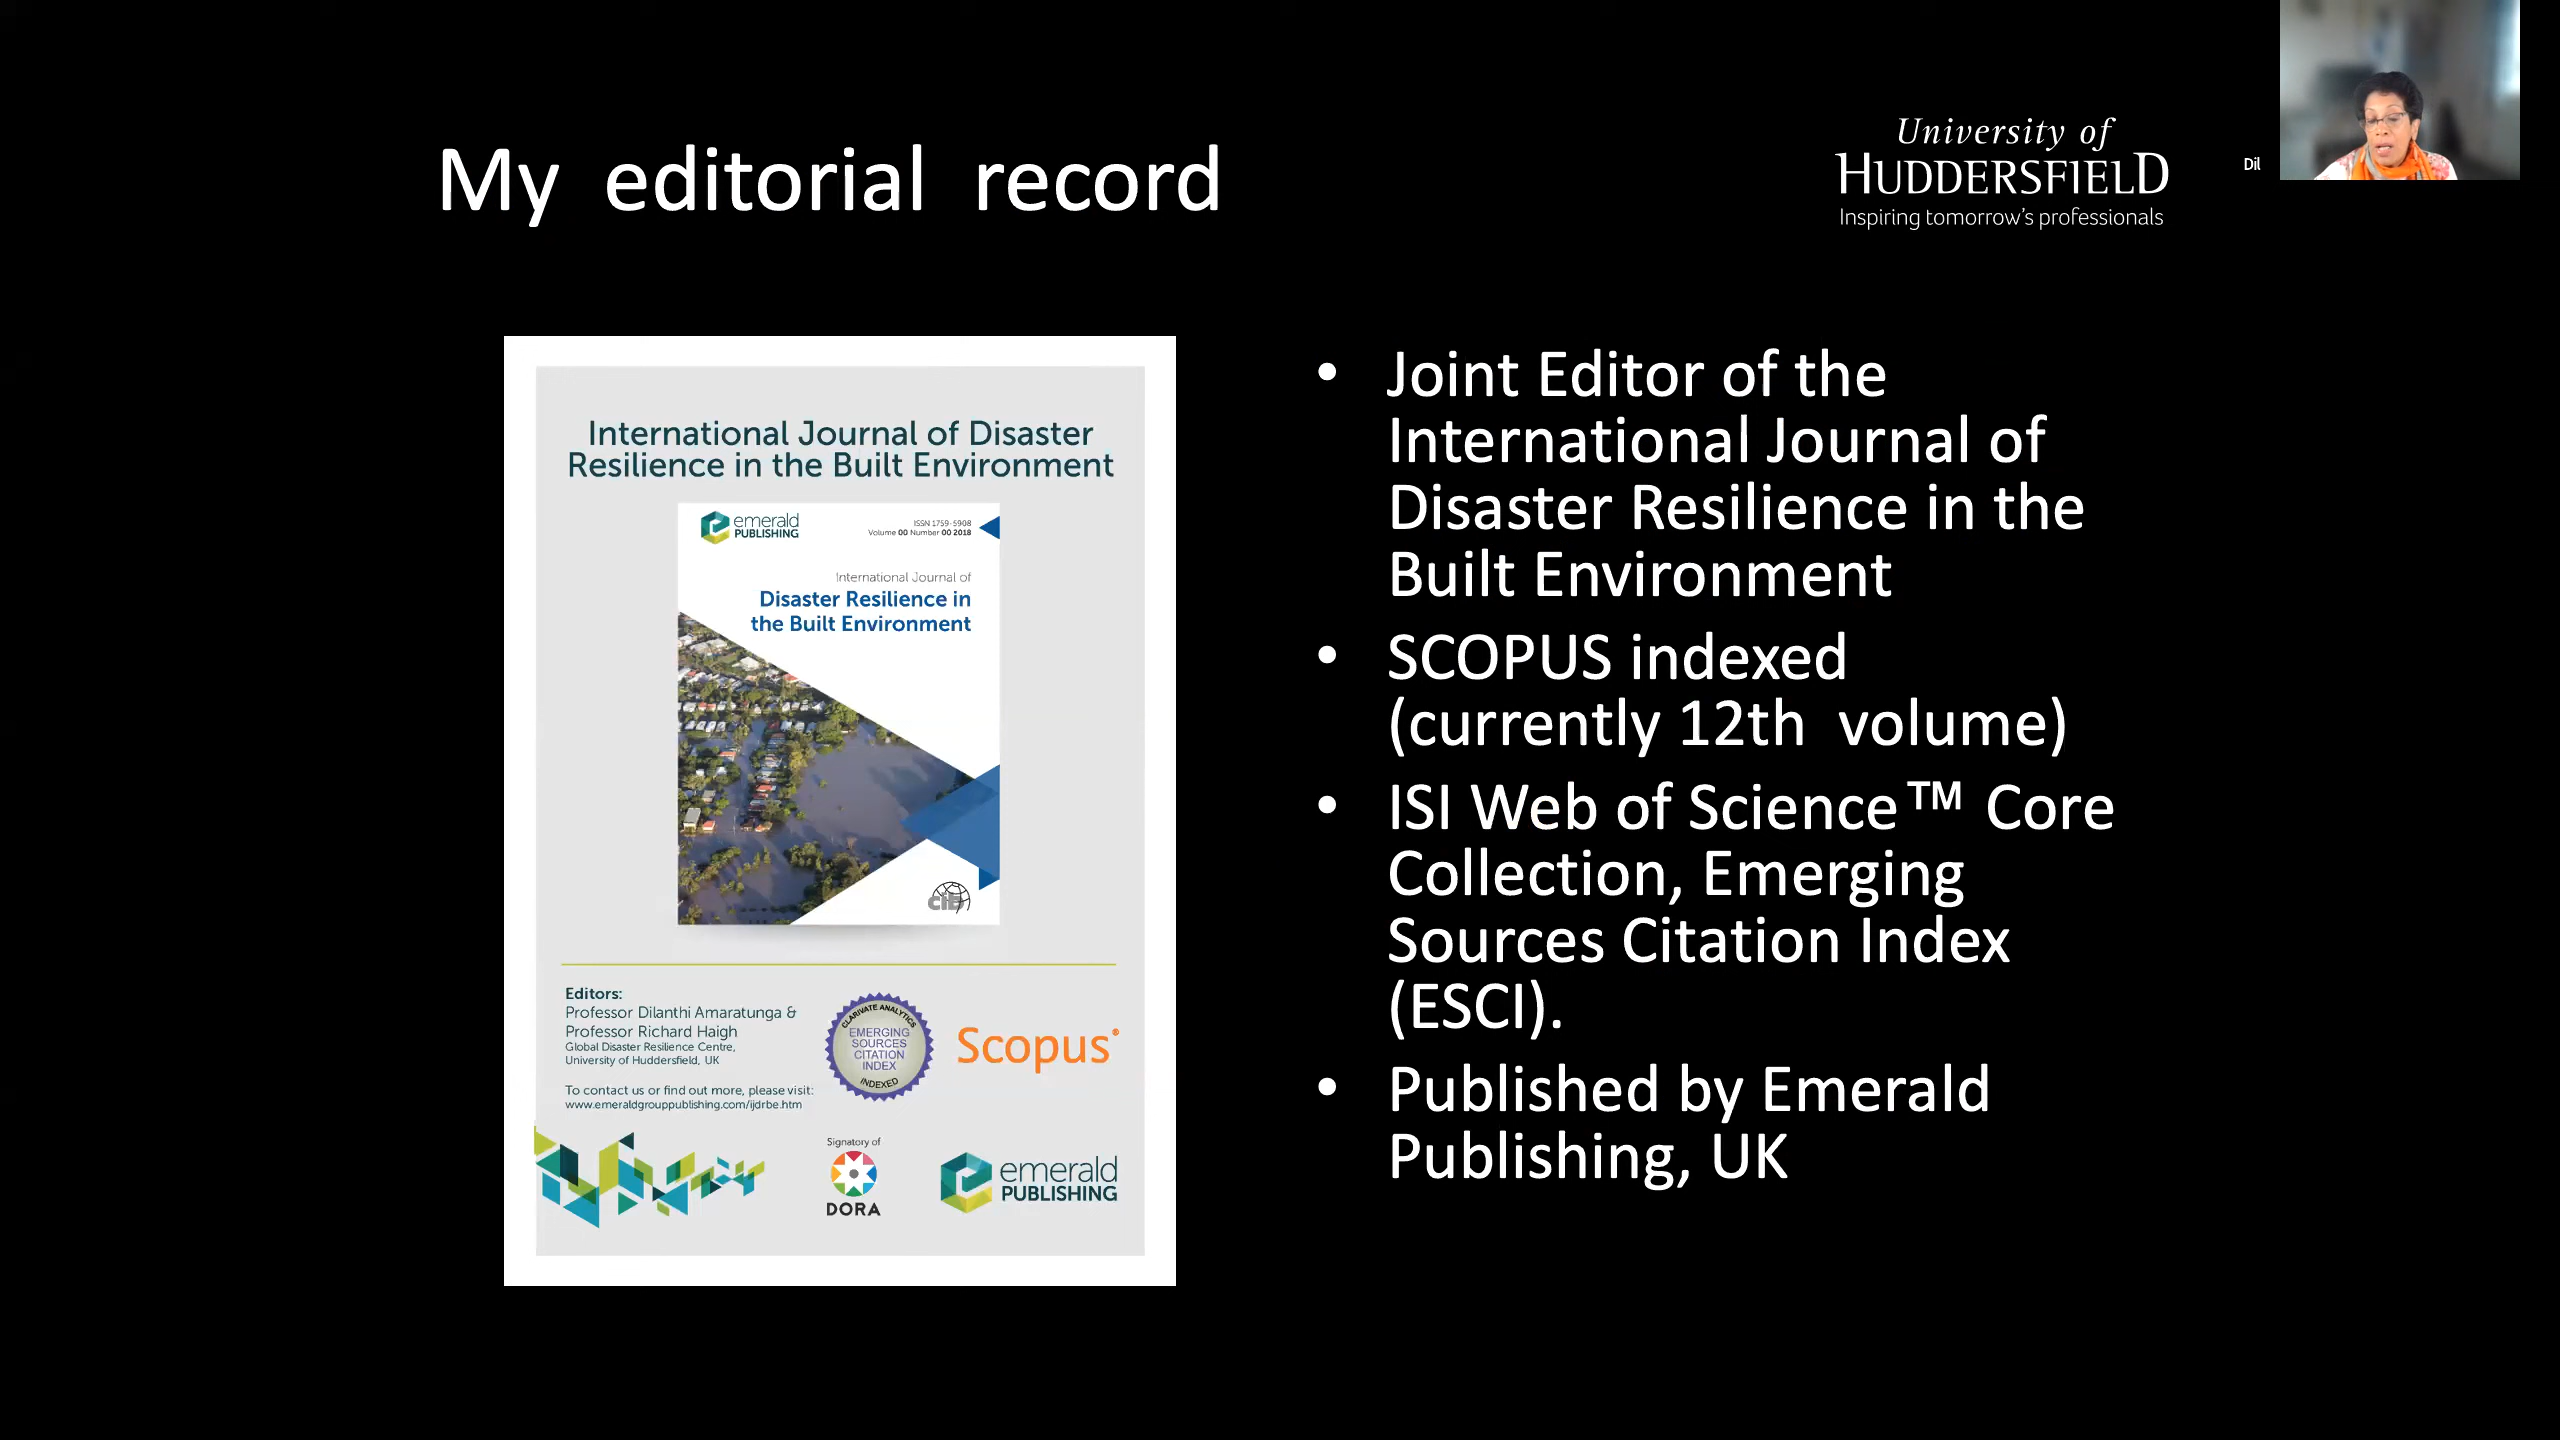 My editorial record
University of
HUDDERSFIELD
Inspiring tomorrow's professionals
Dil
International Journal of Disaster
Resilience in the Built Environment
emerald
PUBLISHING
ISSN 1759-5908
Volume 00 Number 00 2018
International Journal of
Disaster Resilience in
the Built Environment
CIB
Editors:
Professor Dilanthi Amaratunga &
Professor Richard Haigh
Global Disaster Resilience Centre,
University of Huddersfield, UK
To contact us or find out more, please visit:
www.emeraldgrouppublishing.com/ijdrbe.htm
CLARIVATE ANALYTICS
EMERGING
SOURCES
CITATION
INDEX
INDEXED
Scopus®
Signatory of
DORA
emerald
PUBLISHING
• Joint Editor of the
International Journal of
Disaster Resilience in the
Built Environment
• SCOPUS indexed
(currently 12th volume)
• ISI Web of Science™ Core
Collection, Emerging
Sources Citation Index
(ESCI).
• Published by Emerald
Publishing, UK